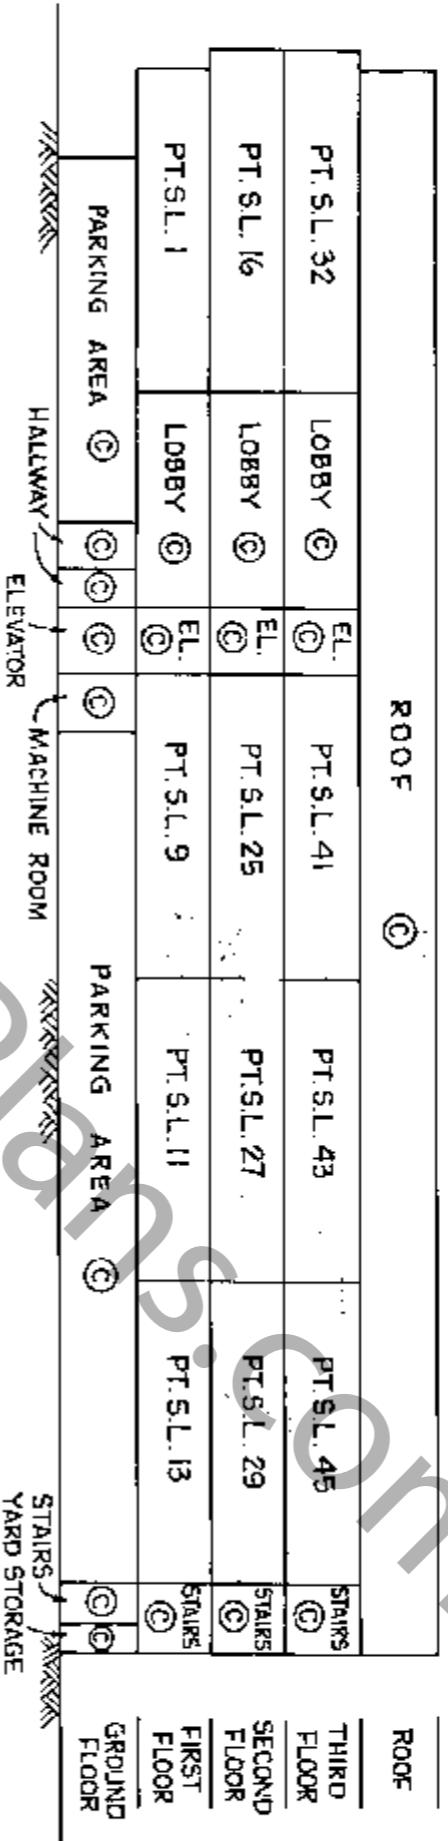 ROOF Ⓒ
ROOF
PT. S.L. 32
LOBBY Ⓒ
EL. Ⓒ
PT. S.L. 41
PT. S.L. 43
PT. S.L. 45
STAIRS Ⓒ
THIRD
FLOOR
PT. S.L. 16
LOBBY Ⓒ
EL. Ⓒ
PT. S.L. 25
PT. S.L. 27
PT. S.L. 29
STAIRS Ⓒ
SECOND
FLOOR
PT. S.L. 1
LOBBY Ⓒ
EL. Ⓒ
PT. S.L. 9
PT. S.L. 11
PT. S.L. 13
STAIRS Ⓒ
FIRST
FLOOR
PARKING AREA Ⓒ
Ⓒ
Ⓒ
Ⓒ
Ⓒ
PARKING AREA Ⓒ
Ⓒ
Ⓒ
GROUND
FLOOR
HALLWAY
ELEVATOR
MACHINE ROOM
STAIRS
YARD STORAGE
Plans.com